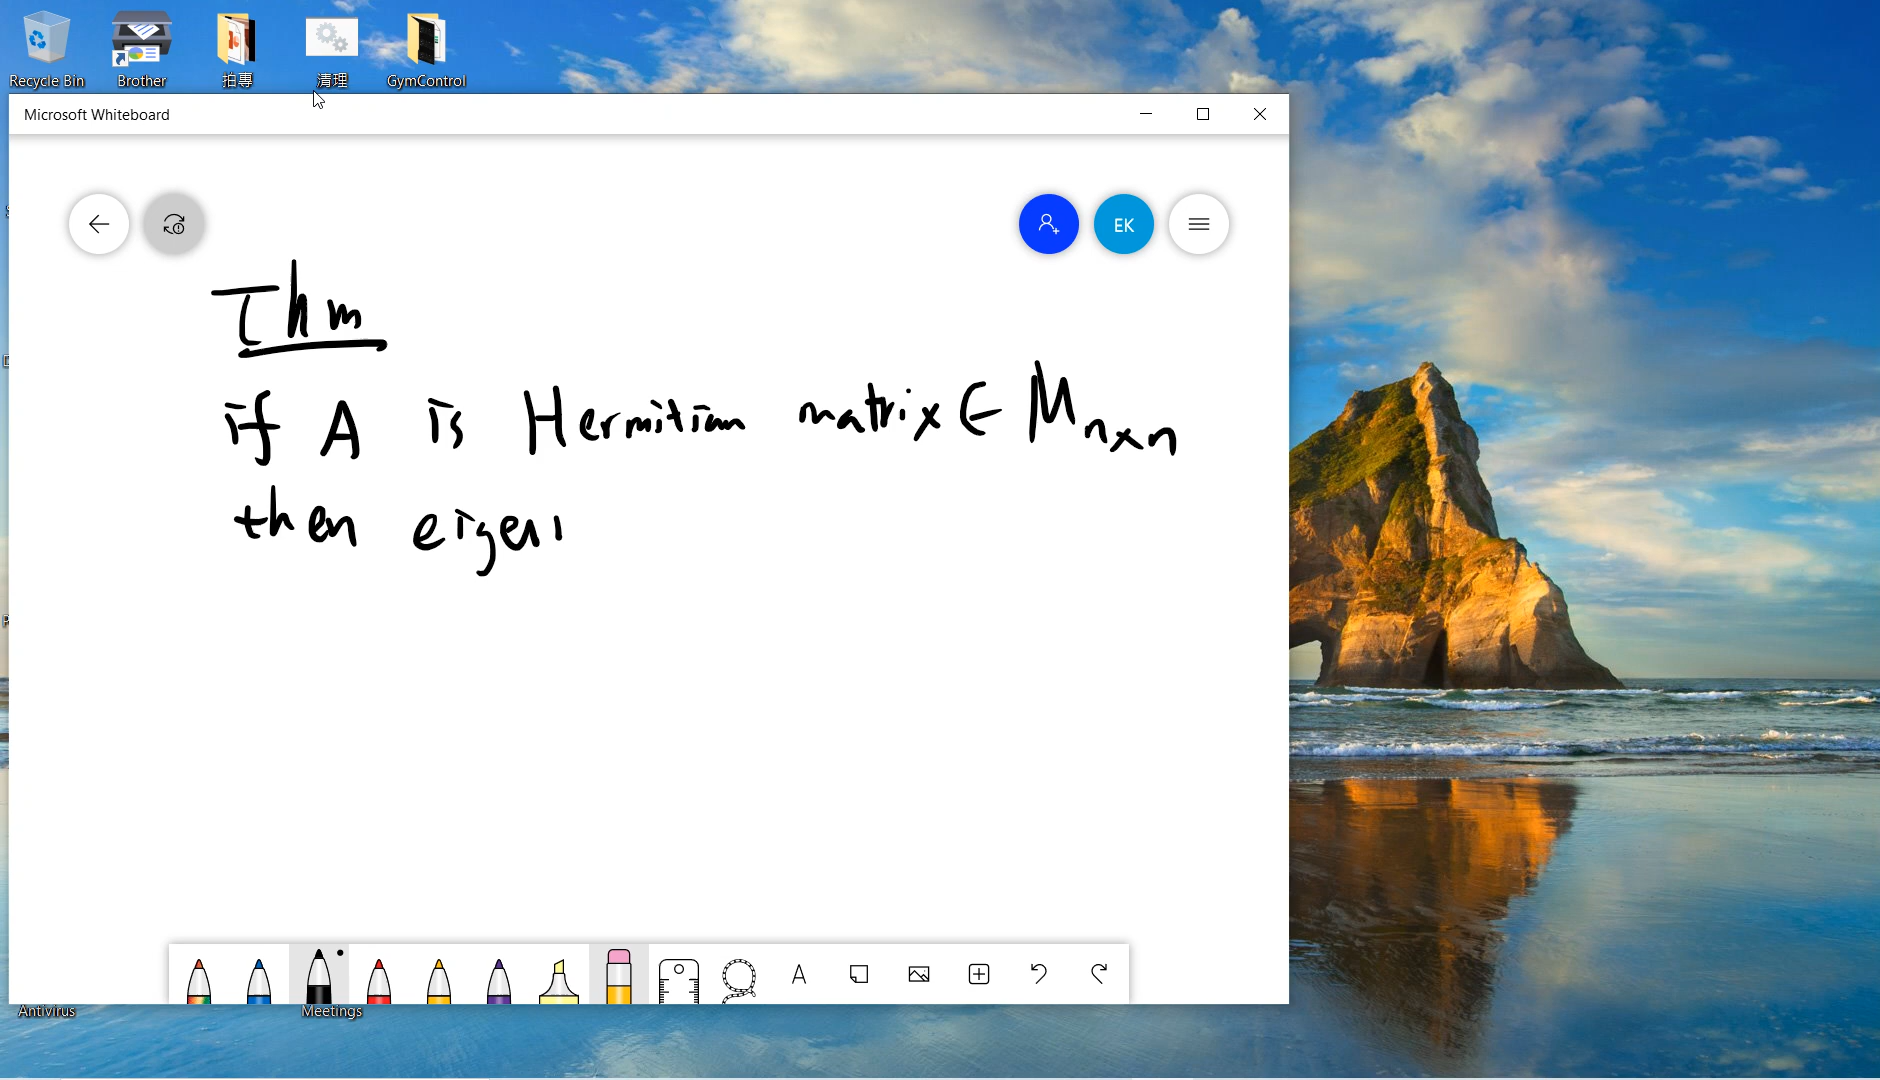 Recycle Bin
Brother
拍專
清理
GymControl
Microsoft Whiteboard
EK
Thm
if A is Hermitian matrix ∈ M n×n
then eigen
A
Antivirus
Meetings